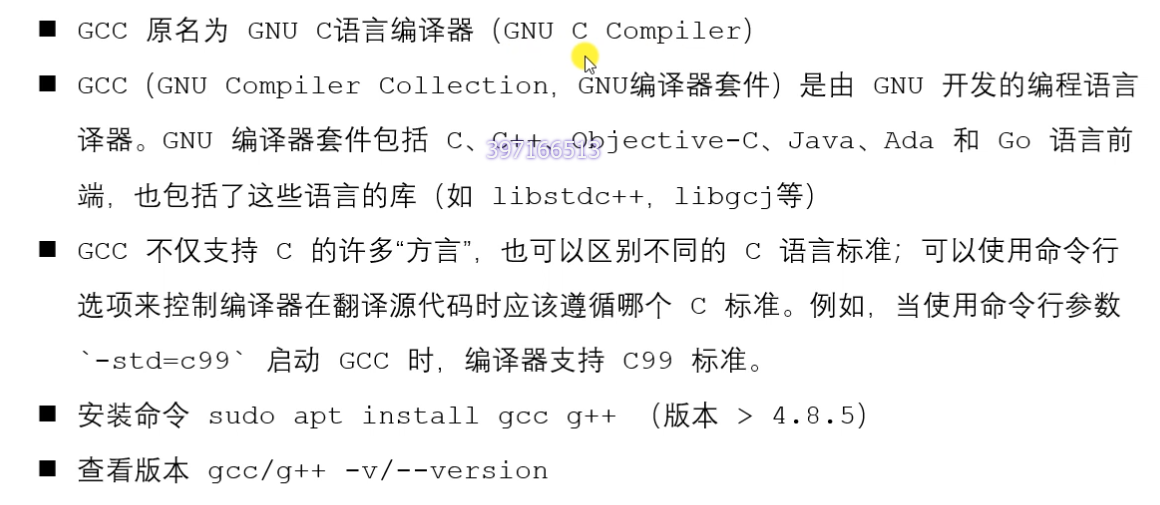 ■ GCC 原名为 GNU C语言编译器（GNU C Compiler）
■ GCC（GNU Compiler Collection，GNU编译器套件）是由 GNU 开发的编程语言
译器。GNU 编译器套件包括 C、C++、Objective-C、Java、Ada 和 Go 语言前
397166513
端，也包括了这些语言的库（如 libstdc++，libgcj等）
■ GCC 不仅支持 C 的许多“方言”，也可以区别不同的 C 语言标准；可以使用命令行
选项来控制编译器在翻译源代码时应该遵循哪个 C 标准。例如，当使用命令行参数
`-std=c99` 启动 GCC 时，编译器支持 C99 标准。
■ 安装命令 sudo apt install gcc g++ （版本 > 4.8.5）
■ 查看版本 gcc/g++ -v/--version